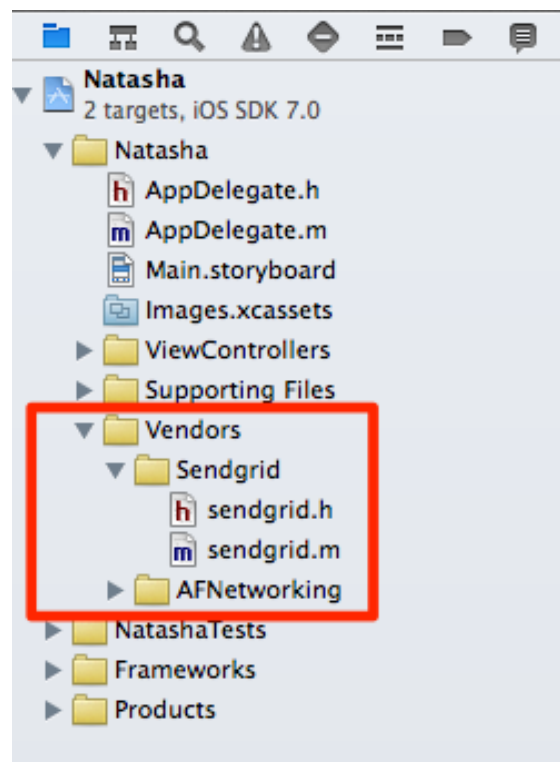 Natasha
2 targets, iOS SDK 7.0
Natasha
h AppDelegate.h
m AppDelegate.m
Main.storyboard
Images.xcassets
ViewControllers
Supporting Files
Vendors
Sendgrid
h sendgrid.h
m sendgrid.m
AFNetworking
NatashaTests
Frameworks
Products